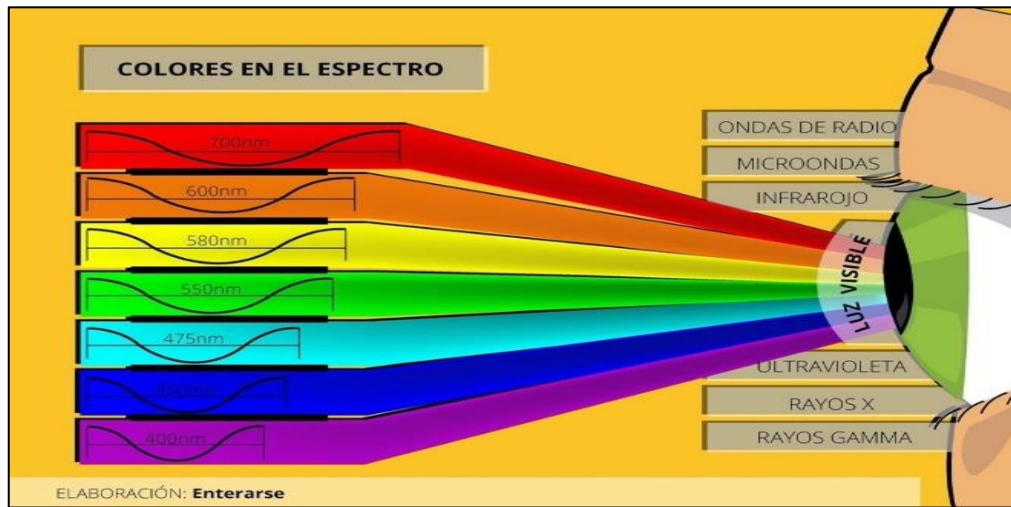 COLORES EN EL ESPECTRO
700nm
600nm
580nm
550nm
475nm
450nm
400nm
ONDAS DE RADIO
MICROONDAS
INFRAROJO
LUZ VISIBLE
ULTRAVIOLETA
RAYOS X
RAYOS GAMMA
ELABORACIÓN: Enterarse